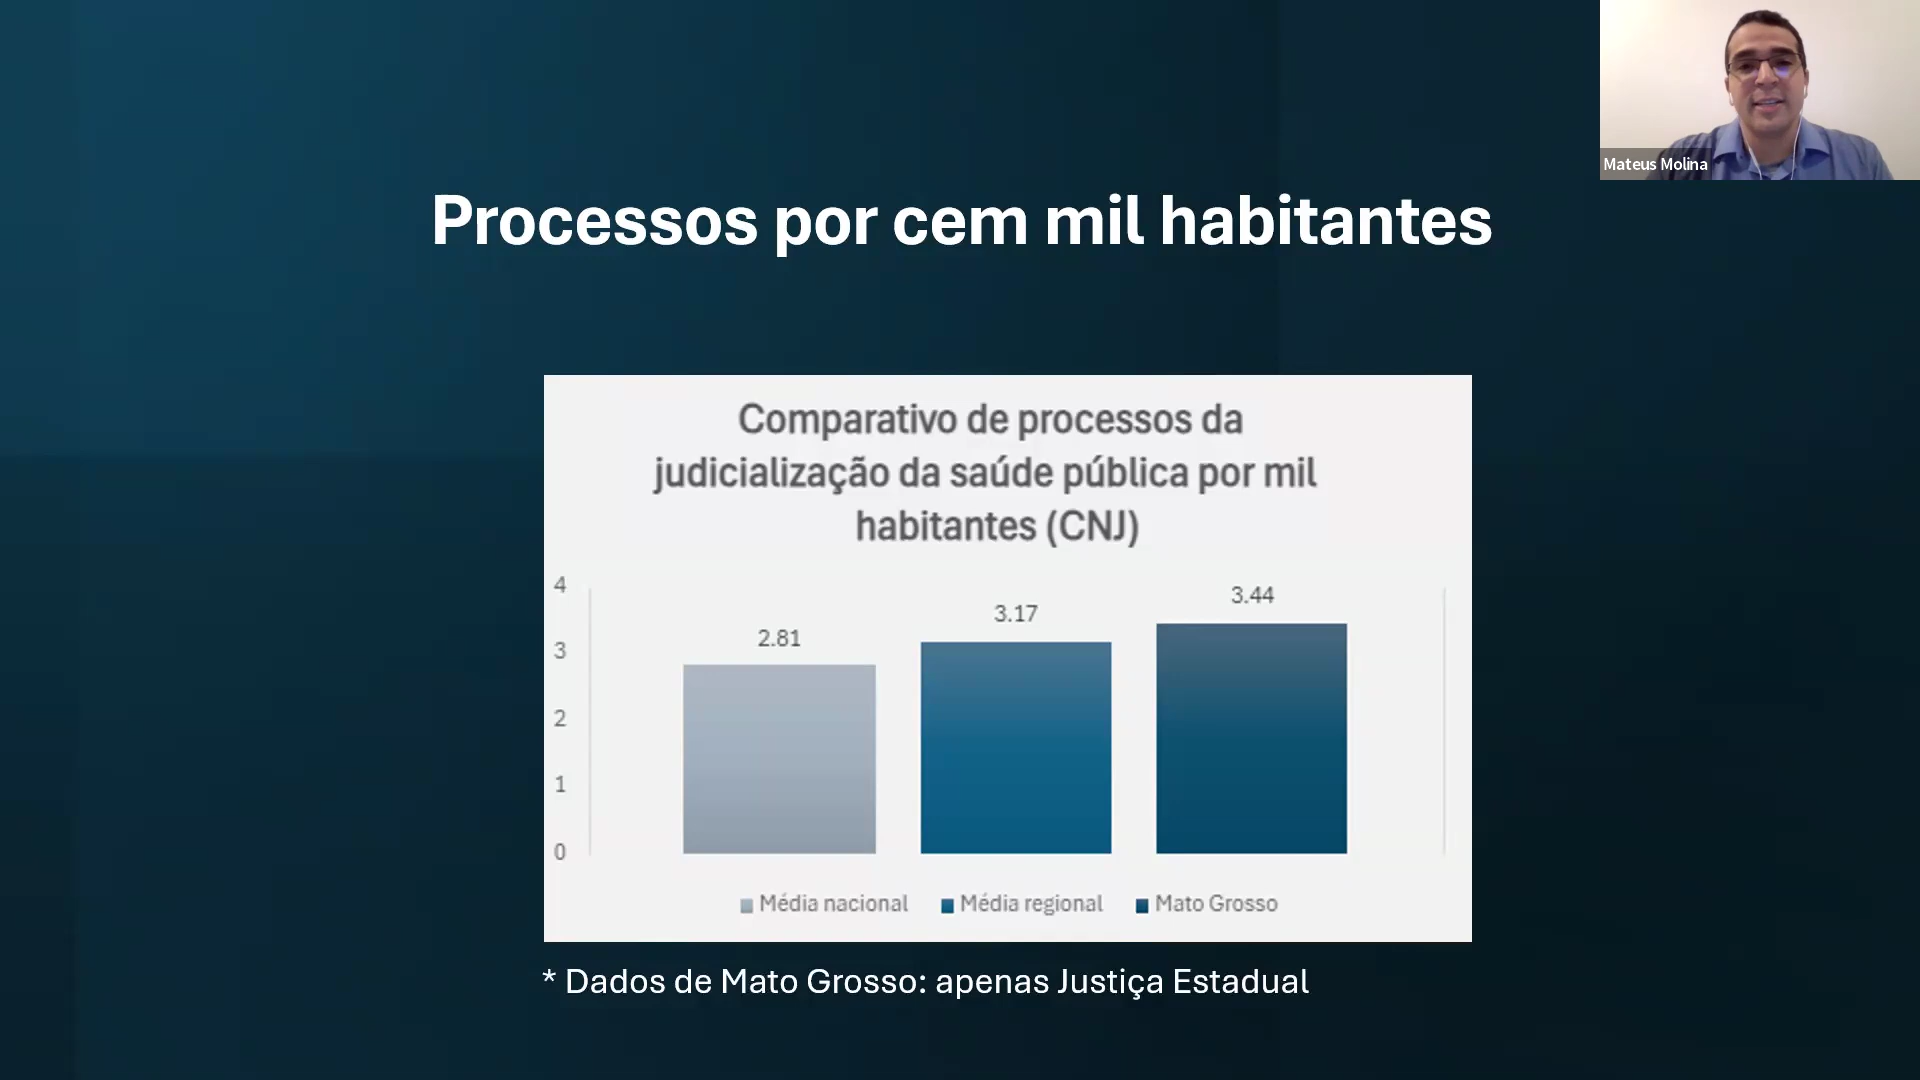 Mateus Molina
Processos por cem mil habitantes
Comparativo de processos da
judicialização da saúde pública por mil
habitantes (CNJ)
4
3
2
1
0
2.81
3.17
3.44
Média nacional
Média regional
Mato Grosso
* Dados de Mato Grosso: apenas Justiça Estadual